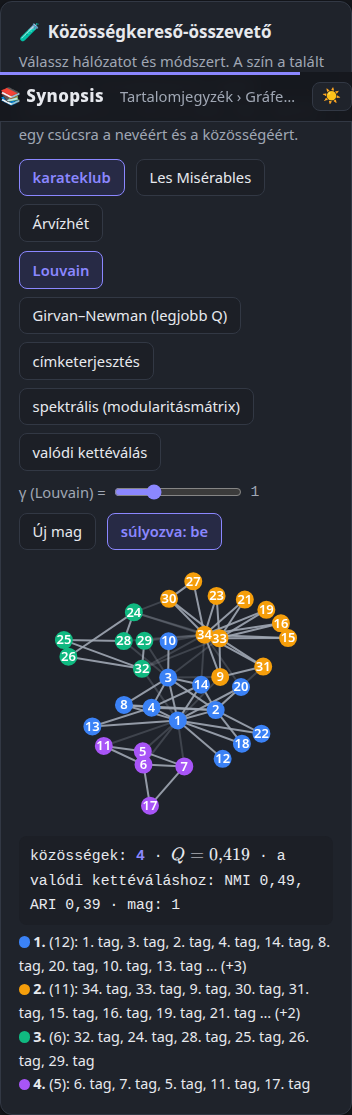 🧪 Közösségkereső-összevető
Válassz hálózatot és módszert. A szín a talált
📚 Synopsis Tartalomjegyzék › Gráfe... ☀️
egy csúcsra a nevéért és a közösségéért.
karateklub Les Misérables
Árvízhét
Louvain
Girvan–Newman (legjobb Q)
címketerjesztés
spektrális (modularitásmátrix)
valódi kettéválás
γ (Louvain) = 1
Új mag súlyozva: be
27
30 23 21
24 19
16
25 28 29 10 34 33 15
26
32 3 9 31
14 20
8 4 2
13 1 22
11 5 18
6 7 12
17
közösségek: 4 · Q = 0,419 · a
valódi kettéváláshoz: NMI 0,49,
ARI 0,39 · mag: 1
1. (12): 1. tag, 3. tag, 2. tag, 4. tag, 14. tag, 8.
tag, 20. tag, 10. tag, 13. tag … (+3)
2. (11): 34. tag, 33. tag, 9. tag, 30. tag, 31.
tag, 15. tag, 16. tag, 19. tag, 21. tag … (+2)
3. (6): 32. tag, 24. tag, 28. tag, 25. tag, 26.
tag, 29. tag
4. (5): 6. tag, 7. tag, 5. tag, 11. tag, 17. tag